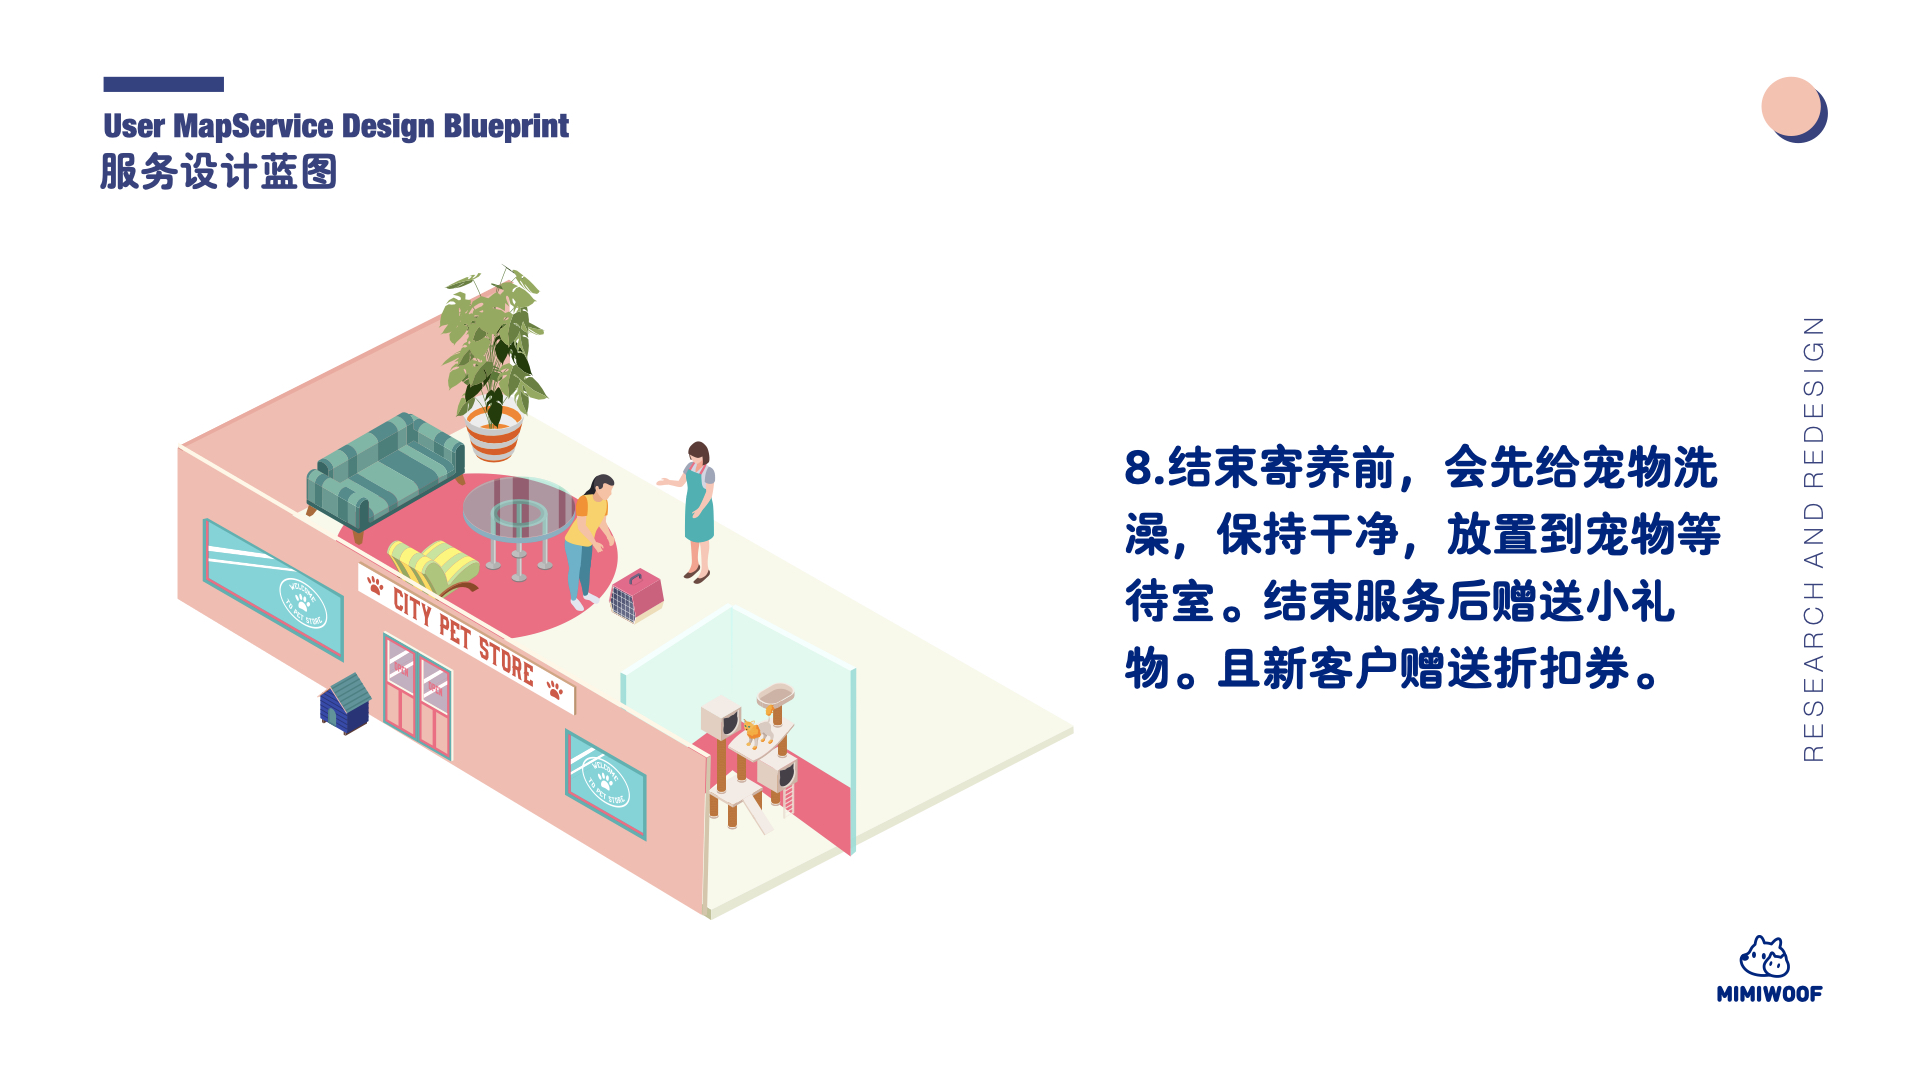 User MapService Design Blueprint
服务设计蓝图
8.结束寄养前，会先给宠物洗
澡，保持干净，放置到宠物等
待室。结束服务后赠送小礼
物。且新客户赠送折扣券。
RESEARCH AND REDESIGN
WELCOME
TO PET STORE
CITY PET STORE
OPEN
OPEN
WELCOME
TO PET STORE
MIMIWOOF